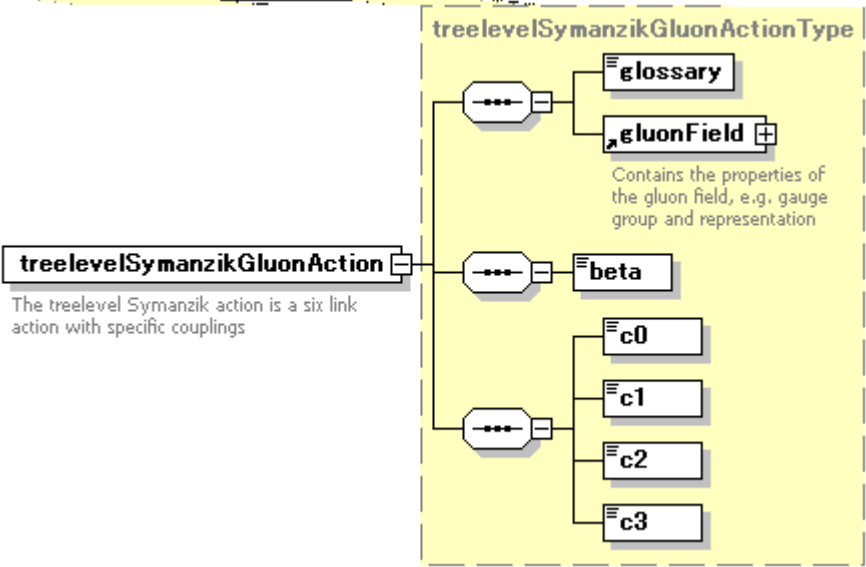 treelevelSymanzikGluonActionType
glossary
gluonField
Contains the properties of
the gluon field, e.g. gauge
group and representation
treelevelSymanzikGluonAction
The treelevel Symanzik action is a six link
action with specific couplings
beta
c0
c1
c2
c3